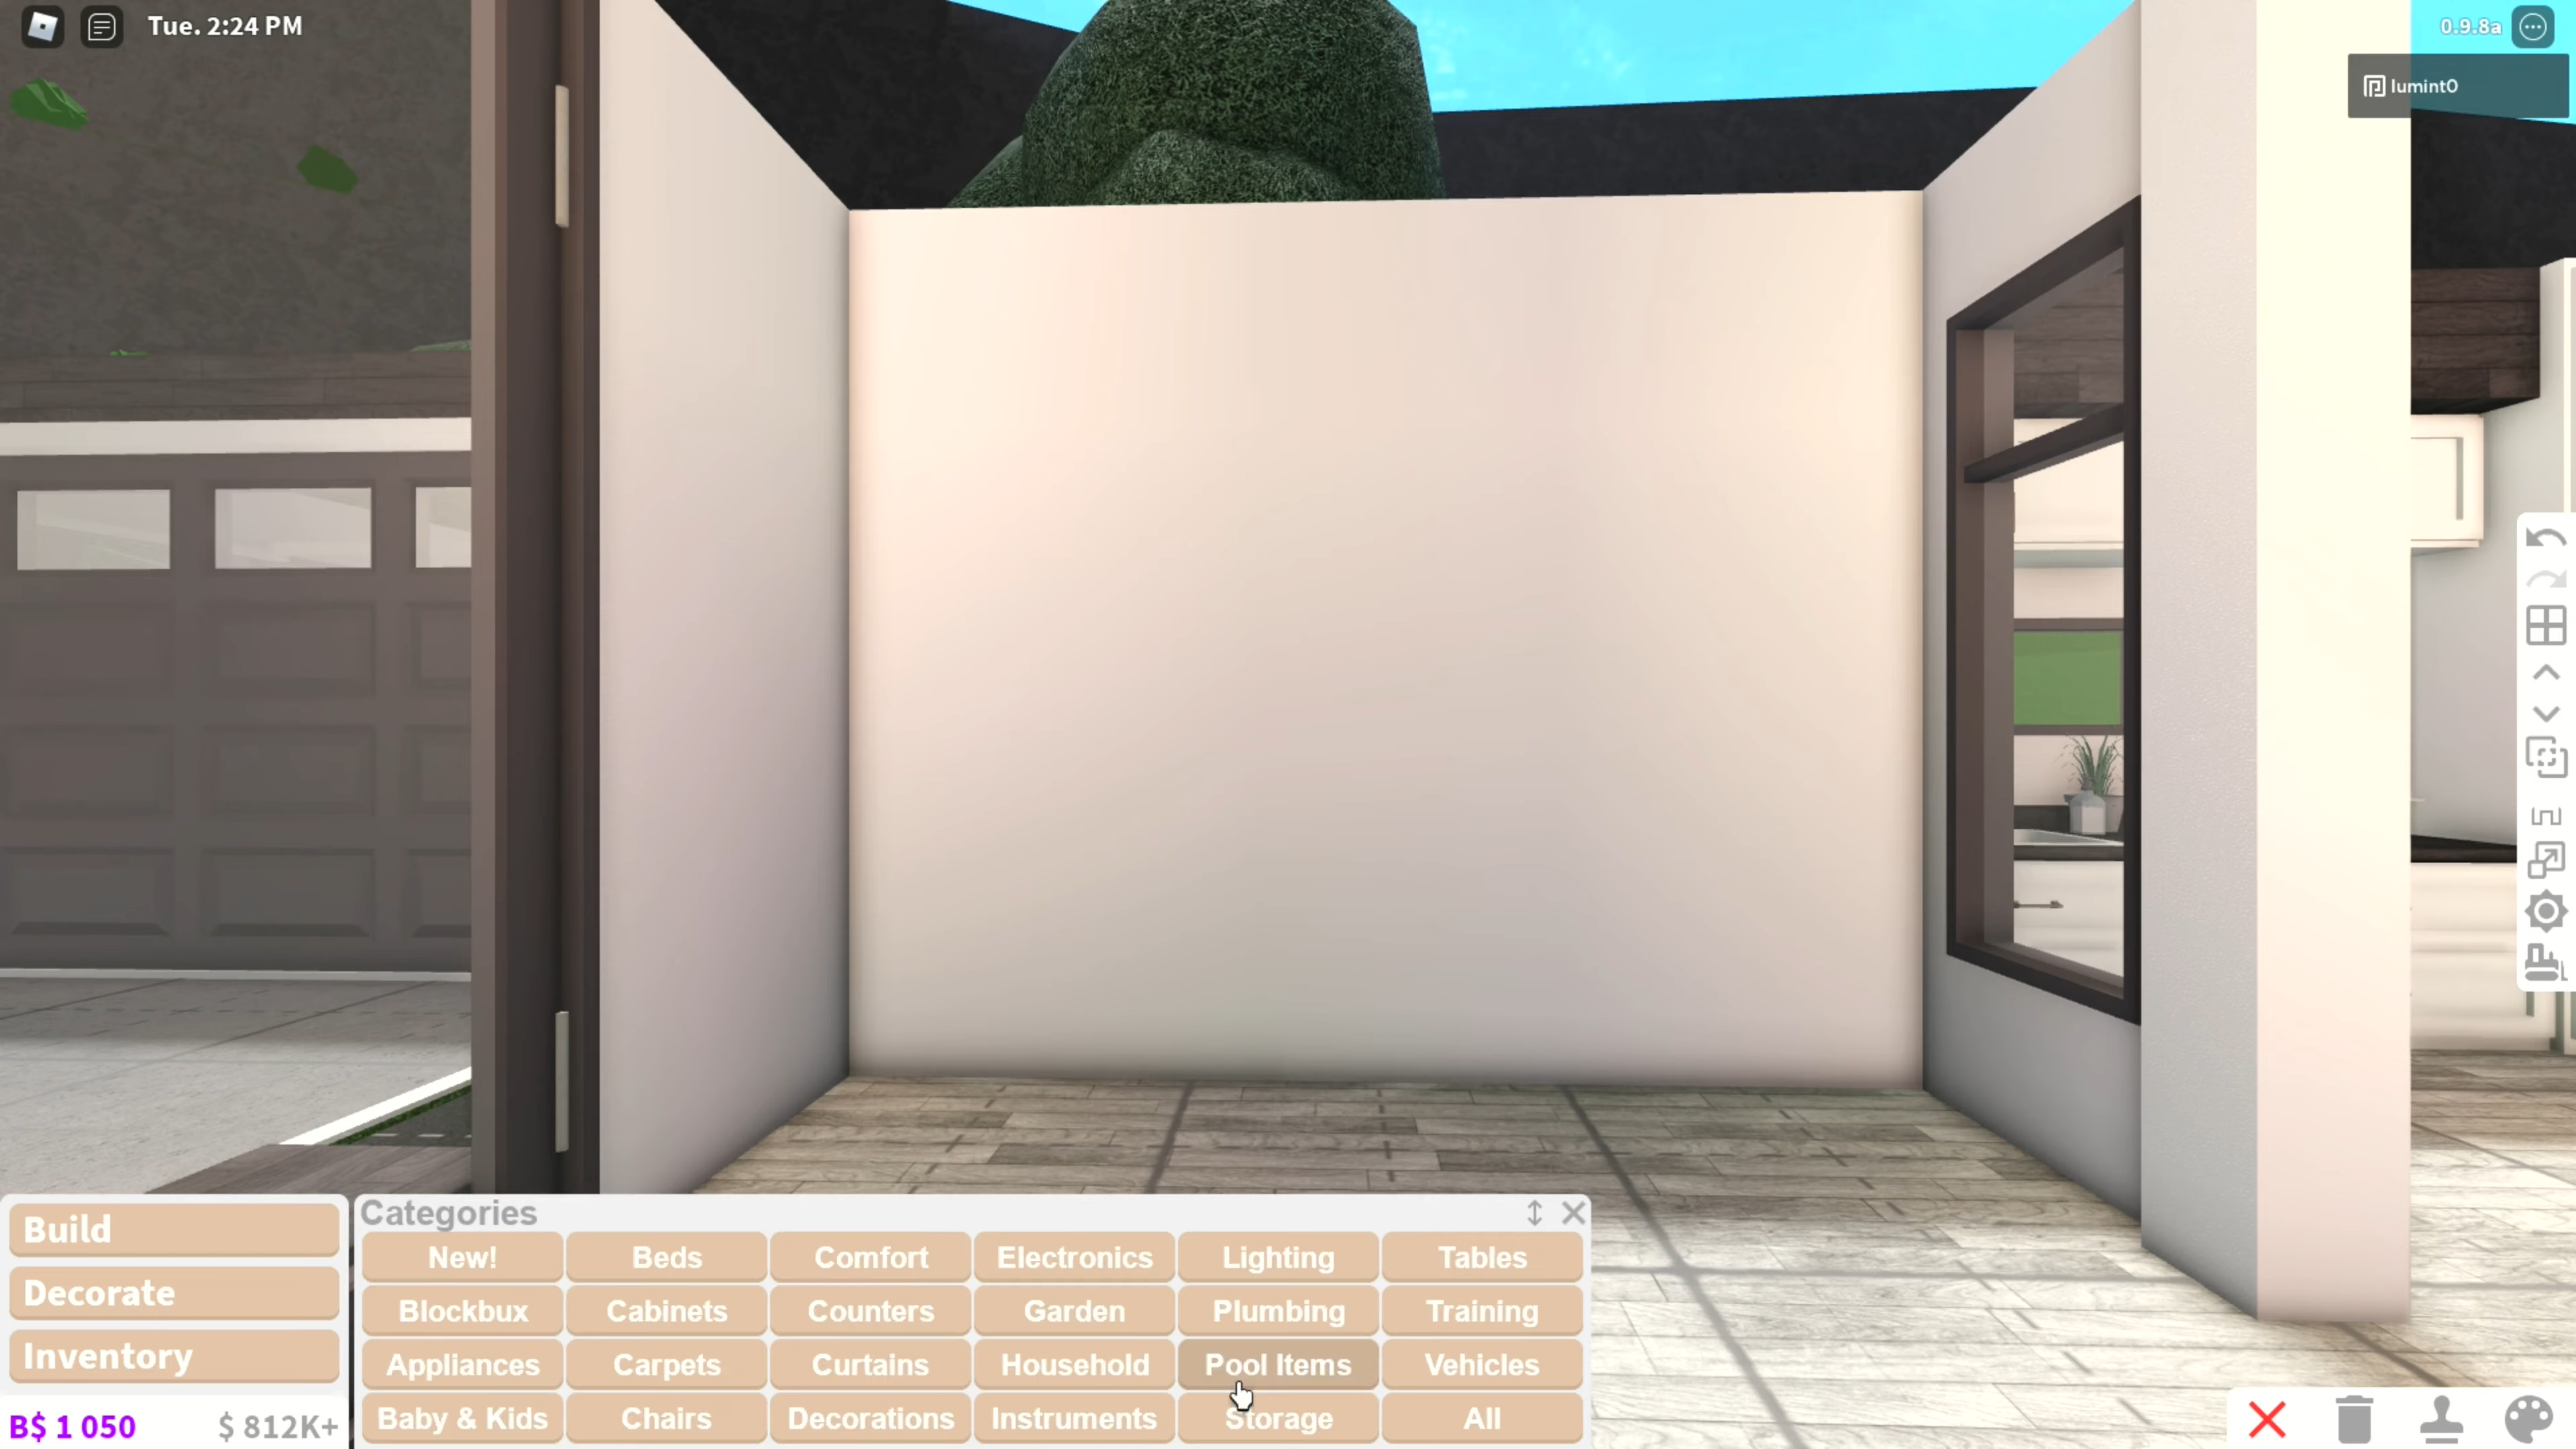 Tue. 2:24 PM
0.9.8a
lumint0
Build
Decorate
Inventory
B$ 1 050
$ 812K+
Categories
New! Beds Comfort Electronics Lighting Tables
Blockbux Cabinets Counters Garden Plumbing Training
Appliances Carpets Curtains Household Pool Items Vehicles
Baby & Kids Chairs Decorations Instruments Storage All